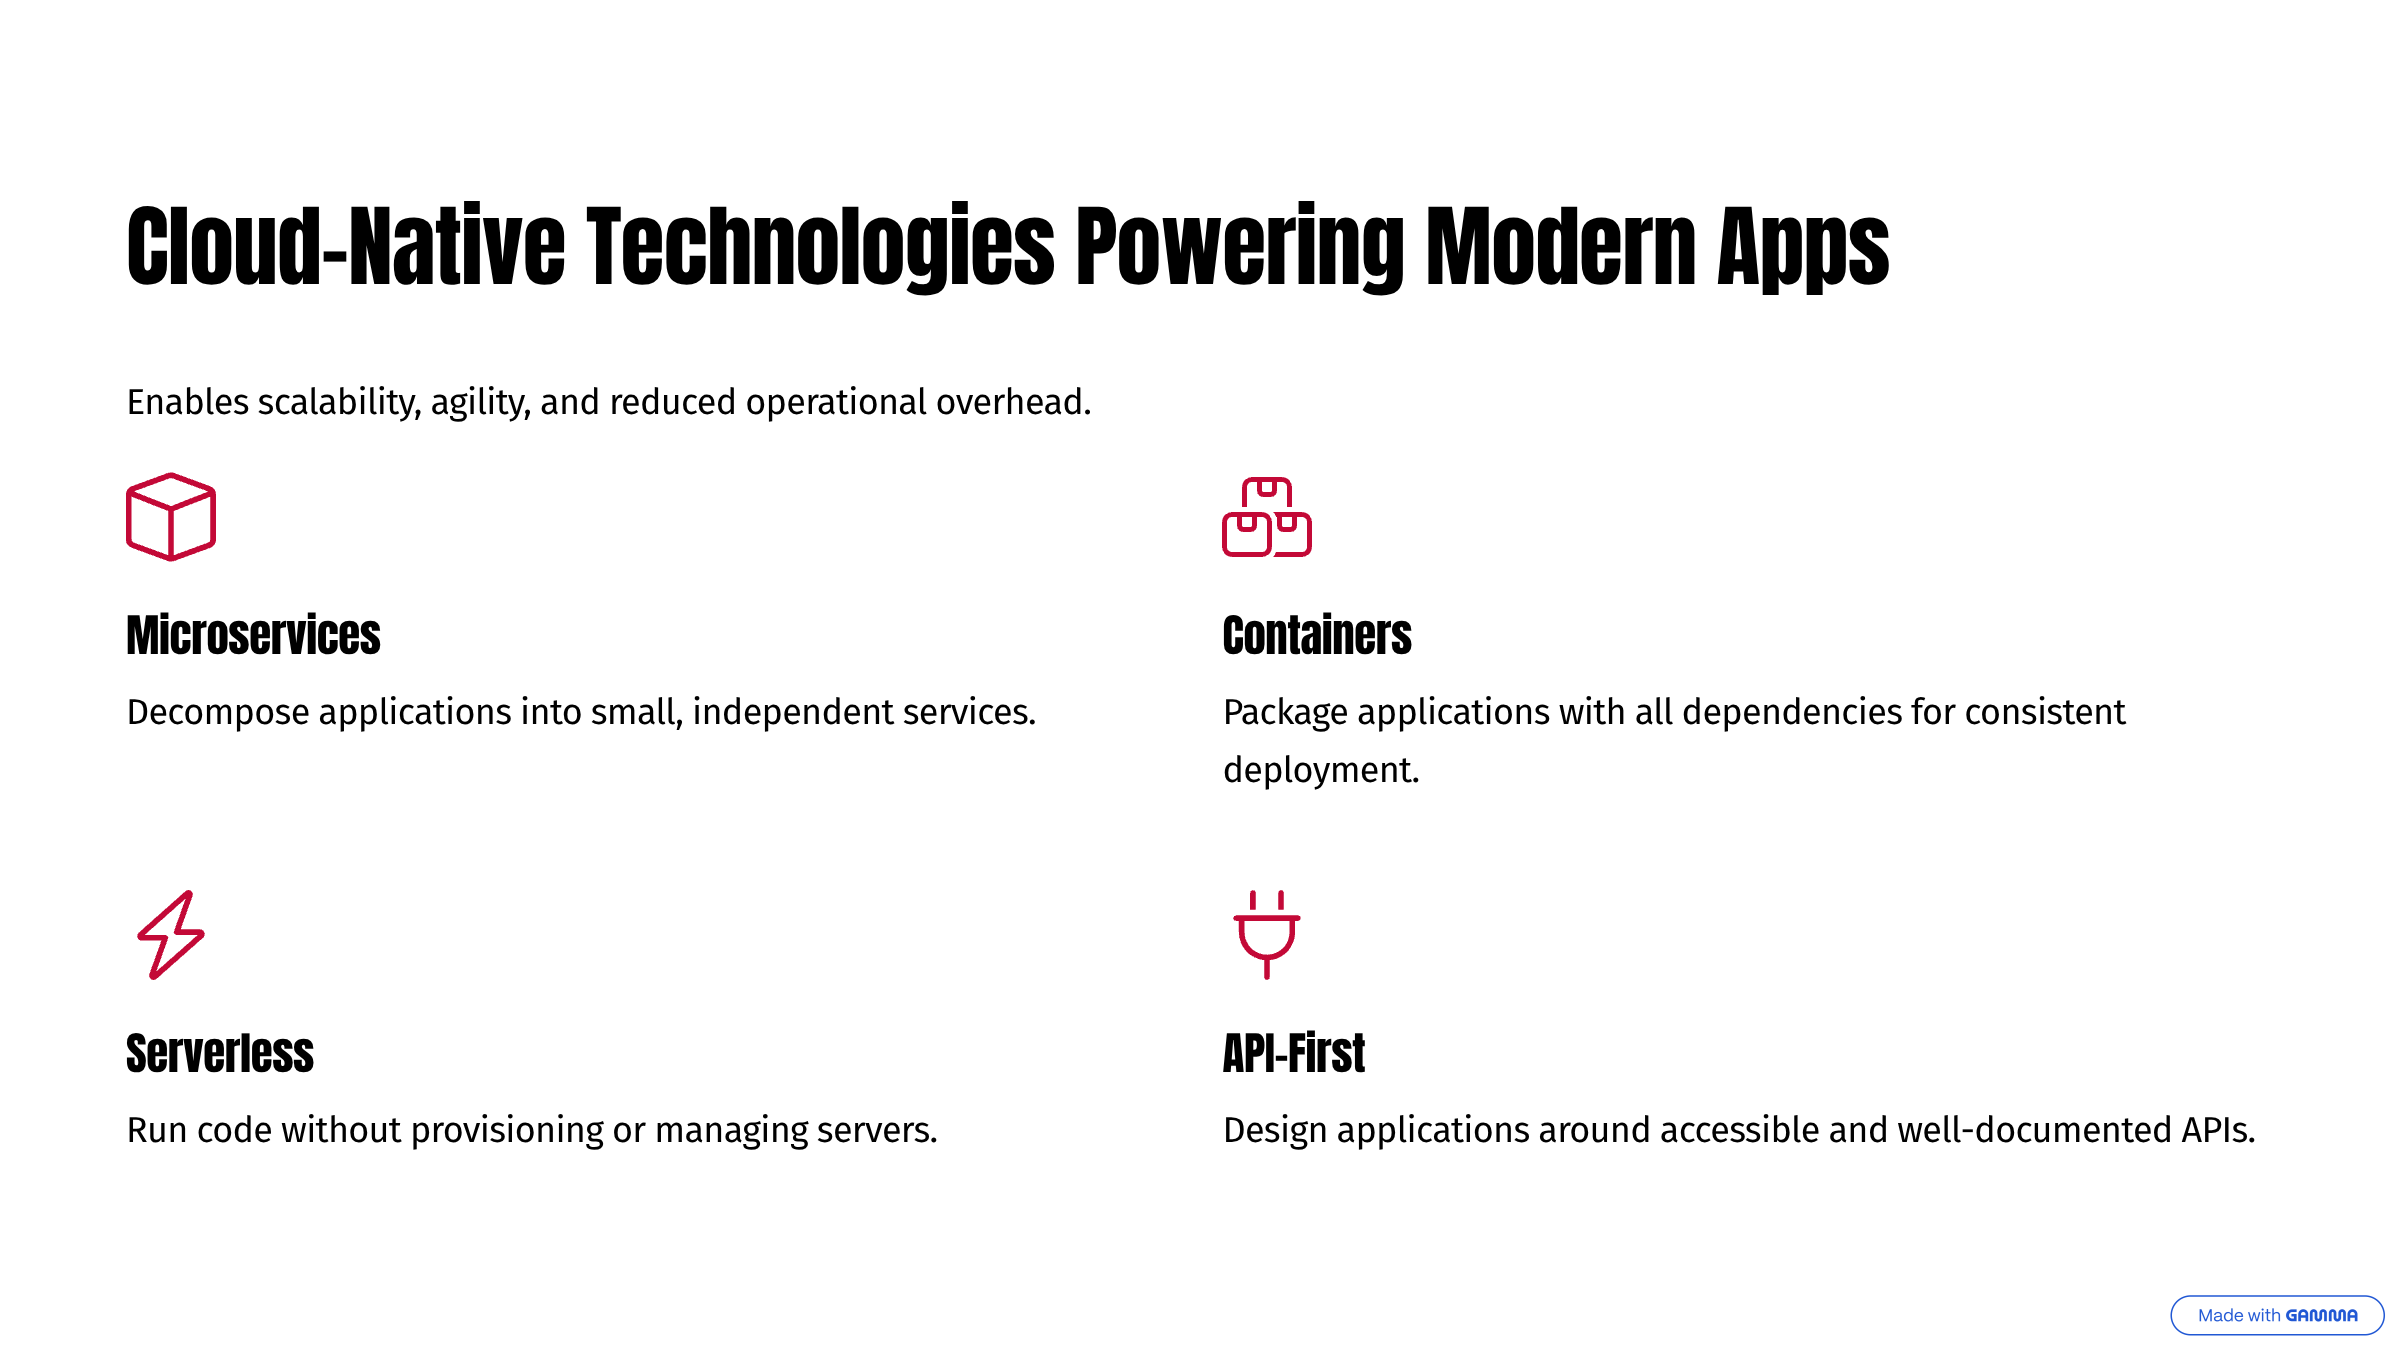 Cloud-Native Technologies Powering Modern Apps
Enables scalability, agility, and reduced operational overhead.
Microservices
Decompose applications into small, independent services.
Containers
Package applications with all dependencies for consistent
deployment.
Serverless
Run code without provisioning or managing servers.
API-First
Design applications around accessible and well-documented APIs.
Made with GAMMA